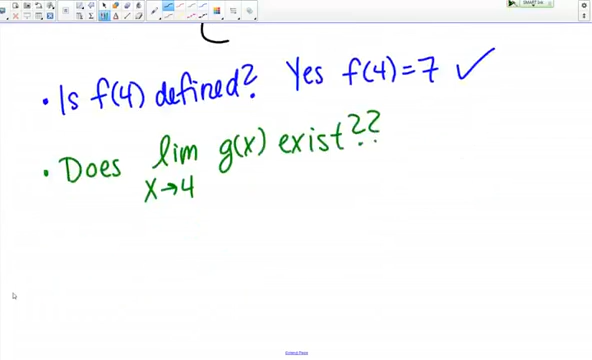 • Is f(4) defined? Yes f(4)=7 ✓
• Does lim g(x) exist??
x→4